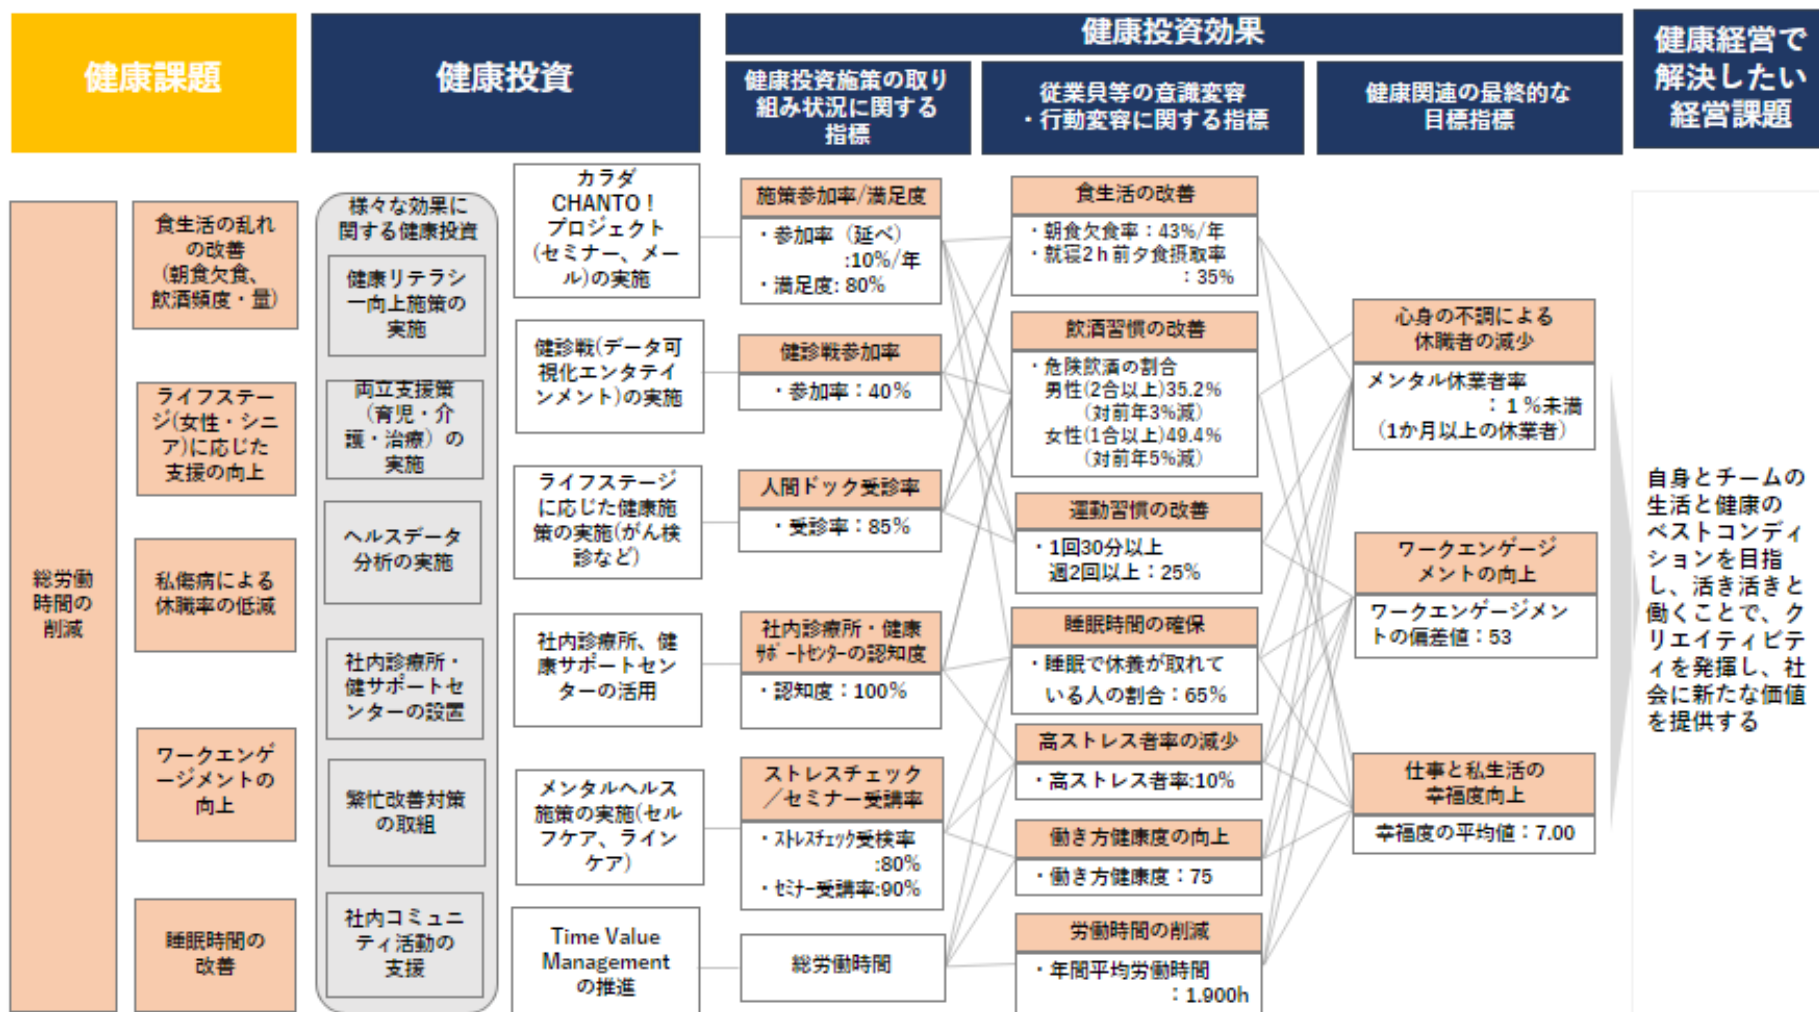 健康課題
健康投資
健康投資効果
健康投資施策の取り
組み状況に関する
指標
従業員等の意識変容
・行動変容に関する指標
健康関連の最終的な
目標指標
健康経営で
解決したい
経営課題
総労働
時間の
削減
食生活の乱れ
の改善
(朝食欠食、
飲酒頻度・量)
ライフステー
ジ(女性・シニ
ア)に応じた
支援の向上
私傷病による
休職率の低減
ワークエンゲ
ージメントの
向上
睡眠時間の
改善
様々な効果に
関する健康投資
健康リテラシ
ー向上施策の
実施
両立支援策
(育児・介
護・治療)の
実施
ヘルスデータ
分析の実施
社内診療所・
健サポートセ
ンターの設置
繁忙改善対策
の取組
社内コミュニ
ティ活動の
支援
カラダ
CHANTO！
プロジェクト
(セミナー、メー
ル)の実施
健診戦(データ可
視化エンタテイ
ンメント)の実施
ライフステージ
に応じた健康施
策の実施(がん検
診など)
社内診療所、健
康サポートセン
ターの活用
メンタルヘルス
施策の実施(セル
フケア、ライン
ケア)
Time Value
Management
の推進
施策参加率/満足度
・参加率（延べ）
:10%/年
・満足度: 80%
健診戦参加率
・参加率：40%
人間ドック受診率
・受診率：85%
社内診療所・健康
ｻﾎﾟｰﾄｾﾝﾀｰの認知度
・認知度：100%
ストレスチェック
／セミナー受講率
・ｽﾄﾚｽﾁｪｯｸ受検率
:80%
・ｾﾐﾅｰ受講率:90%
総労働時間
食生活の改善
・朝食欠食率：43%/年
・就寝2ｈ前夕食摂取率
：35%
飲酒習慣の改善
・危険飲酒の割合
男性(2合以上)35.2%
(対前年3%減)
女性(1合以上)49.4%
(対前年5%減)
運動習慣の改善
・1回30分以上
週2回以上：25%
睡眠時間の確保
・睡眠で休養が取れて
いる人の割合：65%
高ストレス者率の減少
・高ストレス者率:10%
働き方健康度の向上
・働き方健康度：75
労働時間の削減
・年間平均労働時間
：1.900h
心身の不調による
休職者の減少
メンタル休業者率
：１%未満
（1か月以上の休業者）
ワークエンゲージ
メントの向上
ワークエンゲージメン
トの偏差値：53
仕事と私生活の
幸福度向上
幸福度の平均値：7.00
自身とチームの
生活と健康の
ベストコンディ
ションを目指
し、活き活きと
働くことで、ク
リエイティビテ
ィを発揮し、社
会に新たな価値
を提供する